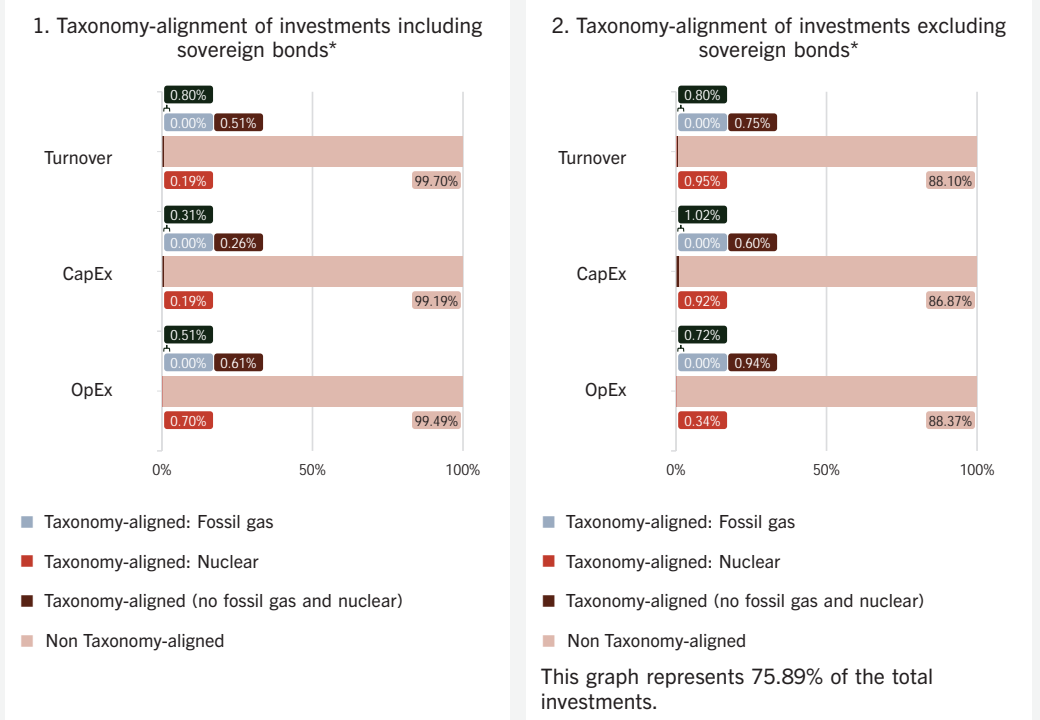 1. Taxonomy-alignment of investments including
sovereign bonds*
0.80%
0.00% 0.51%
Turnover
0.19% 99.70%
0.31%
0.00% 0.26%
CapEx
0.19% 99.19%
0.51%
0.00% 0.61%
OpEx
0.70% 99.49%
0% 50% 100%
Taxonomy-aligned: Fossil gas
Taxonomy-aligned: Nuclear
Taxonomy-aligned (no fossil gas and nuclear)
Non Taxonomy-aligned
2. Taxonomy-alignment of investments excluding
sovereign bonds*
0.80%
0.00% 0.75%
Turnover
0.95% 88.10%
1.02%
0.00% 0.60%
CapEx
0.92% 86.87%
0.72%
0.00% 0.94%
OpEx
0.34% 88.37%
0% 50% 100%
Taxonomy-aligned: Fossil gas
Taxonomy-aligned: Nuclear
Taxonomy-aligned (no fossil gas and nuclear)
Non Taxonomy-aligned
This graph represents 75.89% of the total
investments.